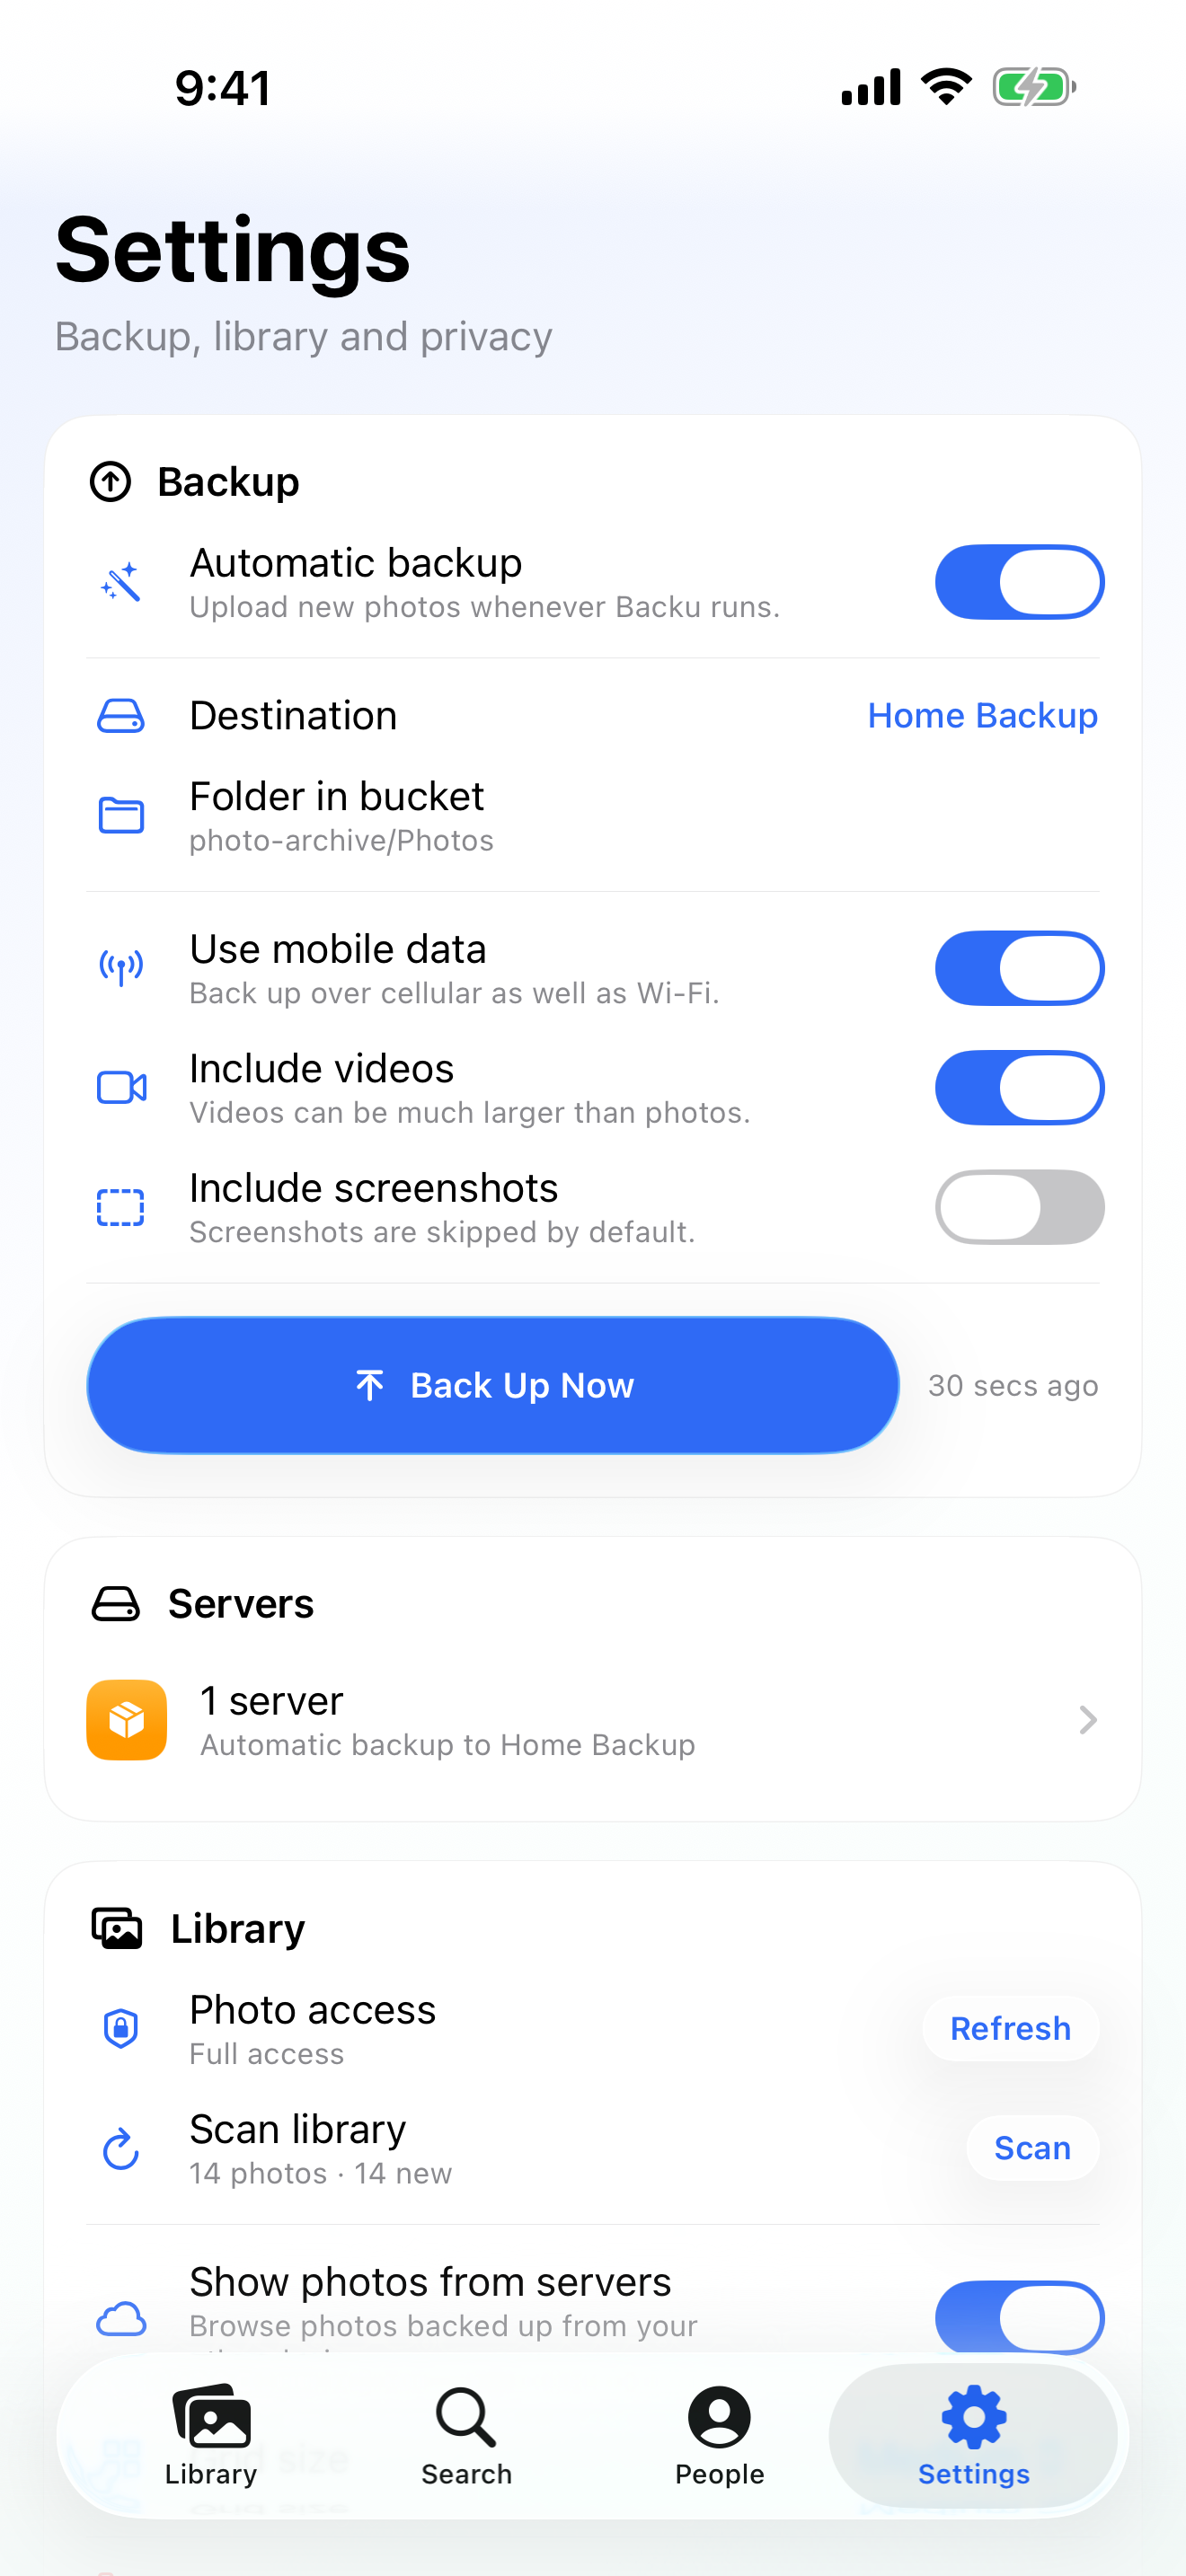 9:41
Settings
Backup, library and privacy
Backup
Automatic backup
Upload new photos whenever Backu runs.
Destination
Home Backup
Folder in bucket
photo-archive/Photos
Use mobile data
Back up over cellular as well as Wi-Fi.
Include videos
Videos can be much larger than photos.
Include screenshots
Screenshots are skipped by default.
Back Up Now
30 secs ago
Servers
1 server
Automatic backup to Home Backup
Library
Photo access
Full access
Refresh
Scan library
14 photos · 14 new
Scan
Show photos from servers
Browse photos backed up from your
Grid size
Library
Search
People
Settings